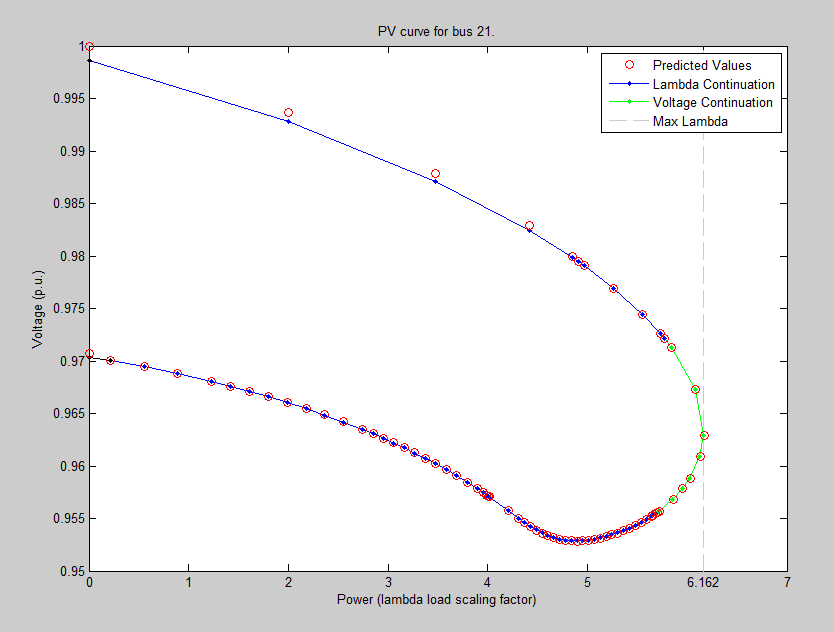 PV curve for bus 21.
Predicted Values
Lambda Continuation
Voltage Continuation
Max Lambda
1
0.995
0.99
0.985
0.98
0.975
0.97
0.965
0.96
0.955
0.95
Voltage (p.u.)
0 1 2 3 4 5 6.162 7
Power (lambda load scaling factor)